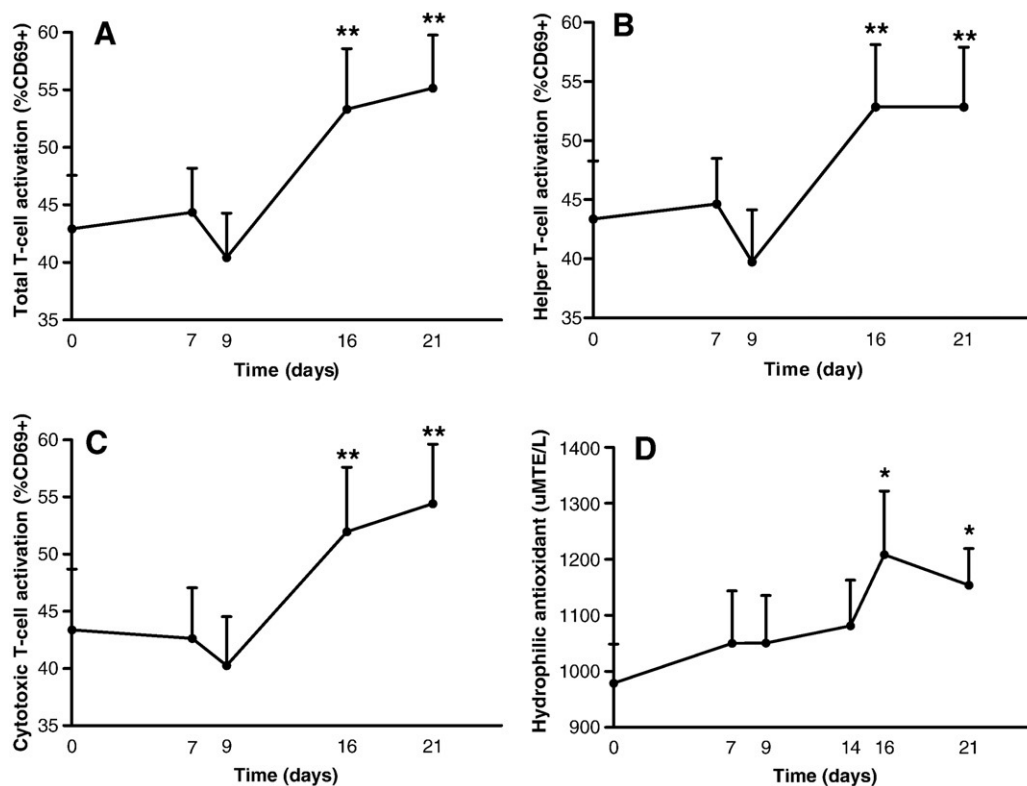 A
Total T-cell activation (%CD69+)
60
55
50
45
40
35
** **
0 7 9 16 21
Time (days)
B
Helper T-cell activation (%CD69+)
60
55
50
45
40
35
** **
0 7 9 16 21
Time (day)
C
Cytotoxic T-cell activation (%CD69+)
60
55
50
45
40
35
** **
0 7 9 16 21
Time (days)
D
Hydrophilic antioxidant (uMTE/L)
1400
1300
1200
1100
1000
900
* *
0 7 9 14 16 21
Time (days)